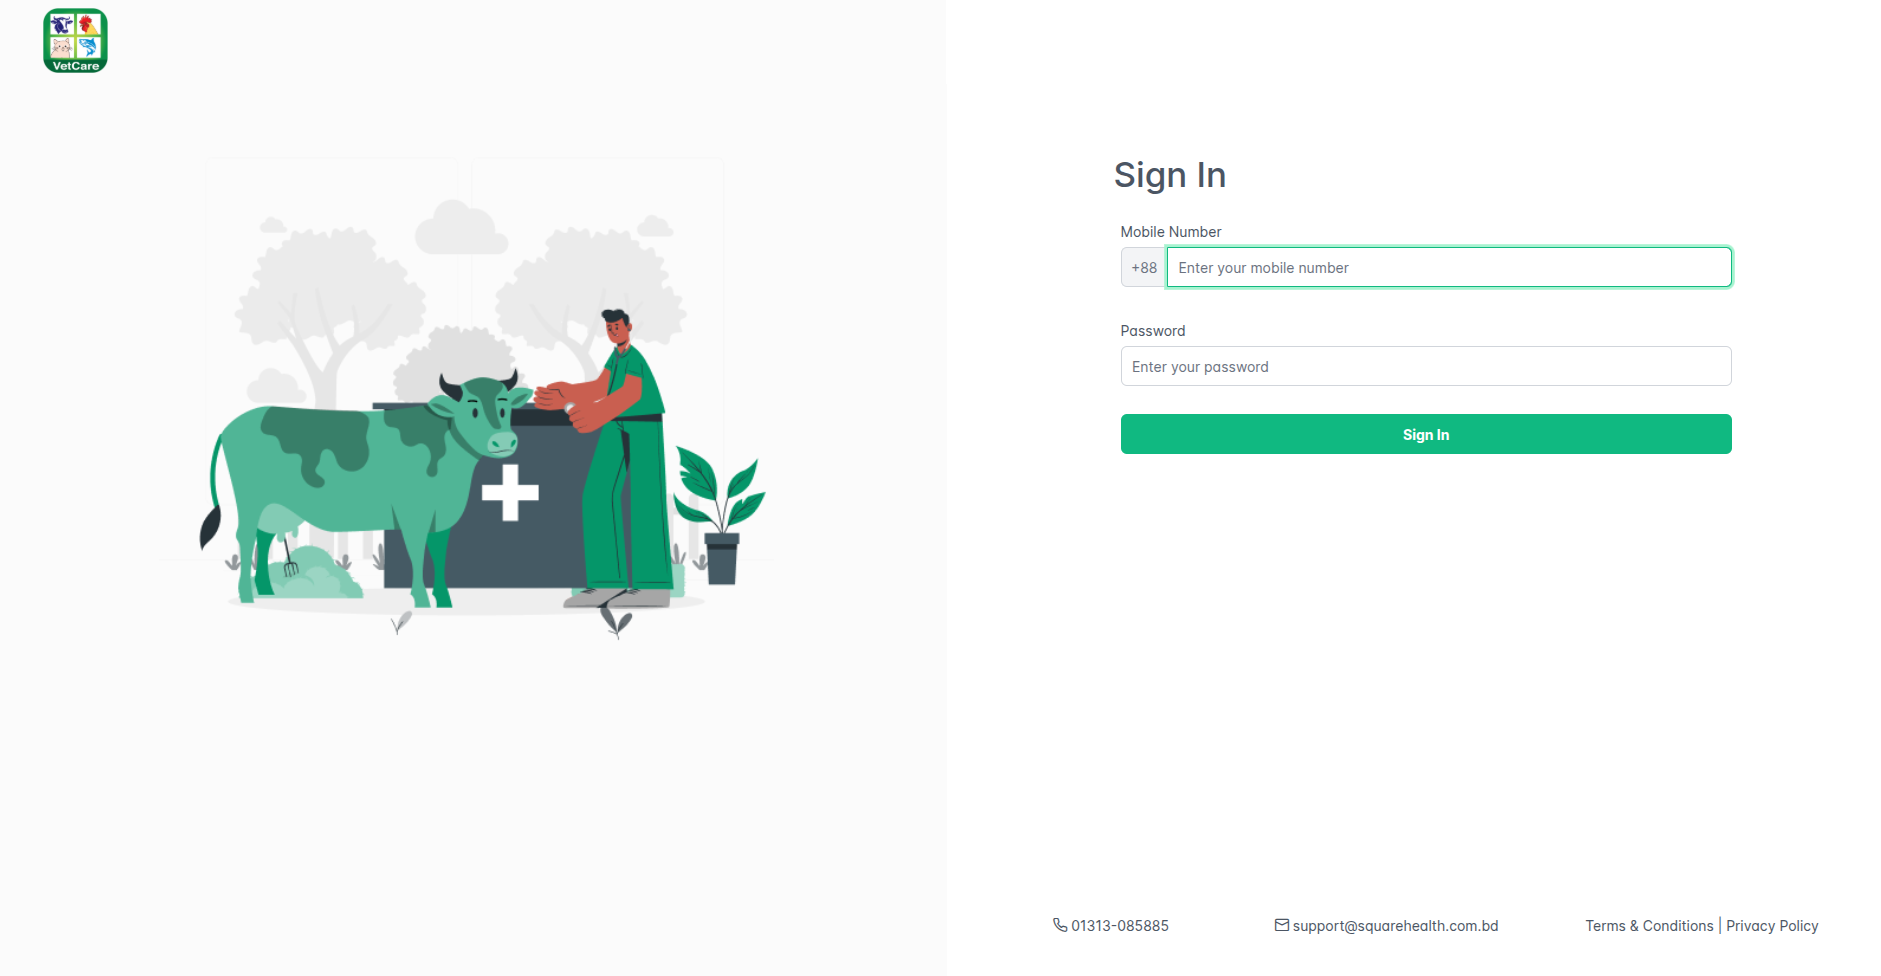 VetCare
Sign In
Mobile Number
+88 Enter your mobile number
Password
Enter your password
Sign In
01313-085885 support@squarehealth.com.bd Terms & Conditions | Privacy Policy